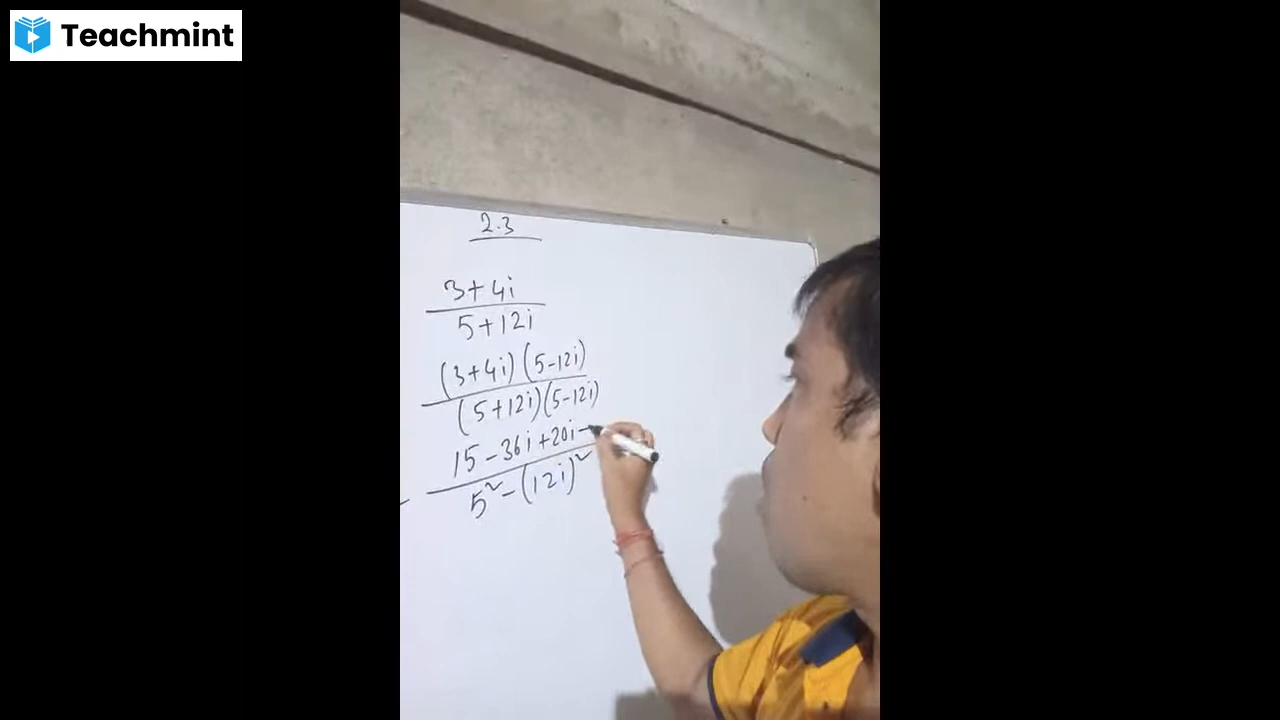 Teachmint
2.3
3+4i
5+12i
(3+4i)(5-12i)
(5+12i)(5-12i)
15-36i+20i-
5²-(12i)²